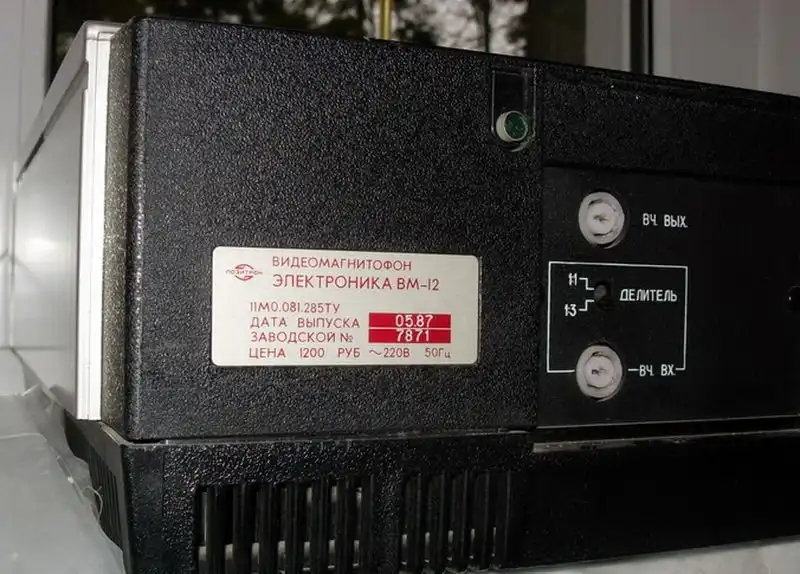 ПОЗИТРОН
ВИДЕОМАГНИТОФОН
ЭЛЕКТРОНИКА ВМ-12
11М0.081.285ТУ
ДАТА ВЫПУСКА 05.87
ЗАВОДСКОЙ № 7871
ЦЕНА 1200 РУБ ~220В 50Гц
ВЧ. ВЫХ.
1:1
ДЕЛИТЕЛЬ
1:3
ВЧ. ВХ.